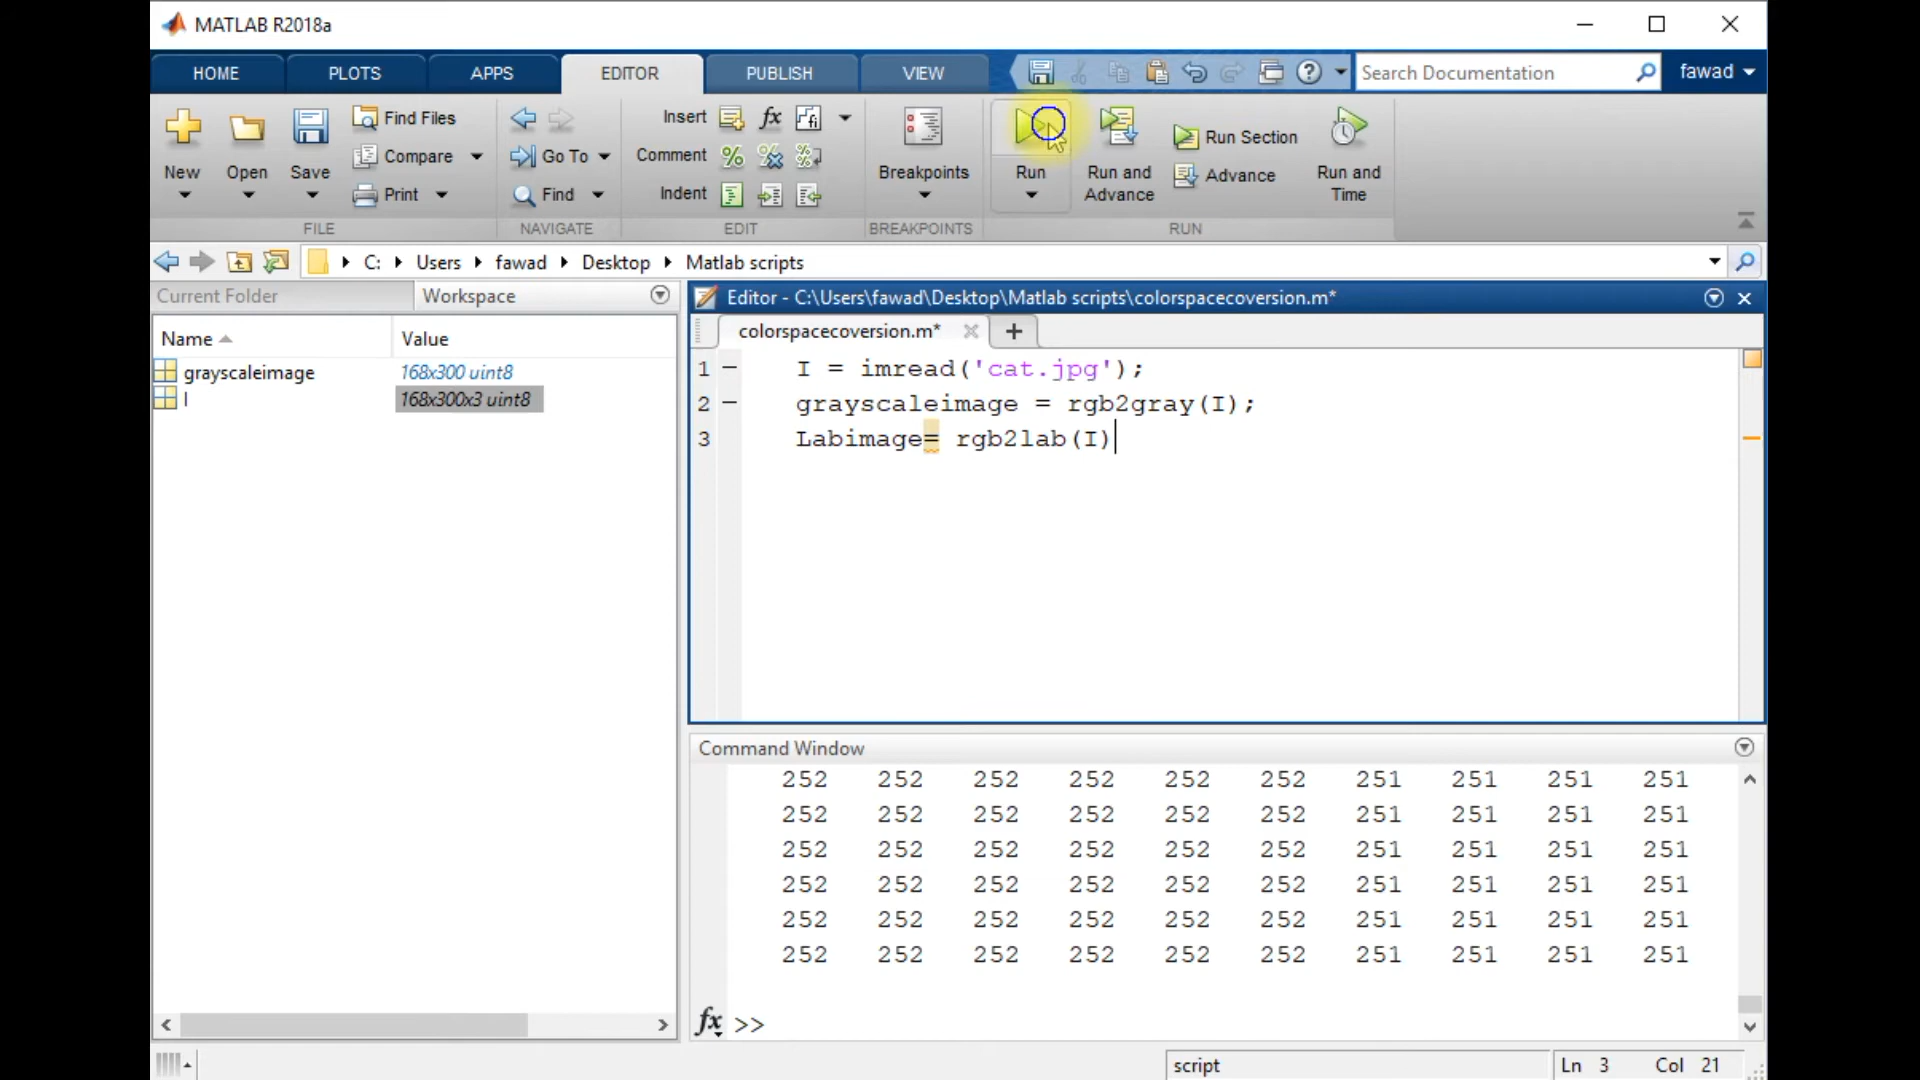 MATLAB R2018a
HOME PLOTS APPS EDITOR PUBLISH VIEW Search Documentation fawad
New Open Save Find Files Compare Print FILE
Go To Find NAVIGATE
Insert fx fi
Comment % % %
Indent
EDIT
Breakpoints BREAKPOINTS
Run Run and Advance Run Section Advance Run and Time RUN
C: Users fawad Desktop Matlab scripts
Current Folder Workspace
Name Value
grayscaleimage 168x300 uint8
I 168x300x3 uint8
Editor - C:\Users\fawad\Desktop\Matlab scripts\colorspacecoversion.m*
colorspacecoversion.m* +
1 – I = imread('cat.jpg');
2 – grayscaleimage = rgb2gray(I);
3 Labimage= rgb2lab(I)
Command Window
252 252 252 252 252 252 251 251 251 251
252 252 252 252 252 252 251 251 251 251
252 252 252 252 252 252 251 251 251 251
252 252 252 252 252 252 251 251 251 251
252 252 252 252 252 252 251 251 251 251
252 252 252 252 252 252 251 251 251 251
fx >>
script Ln 3 Col 21